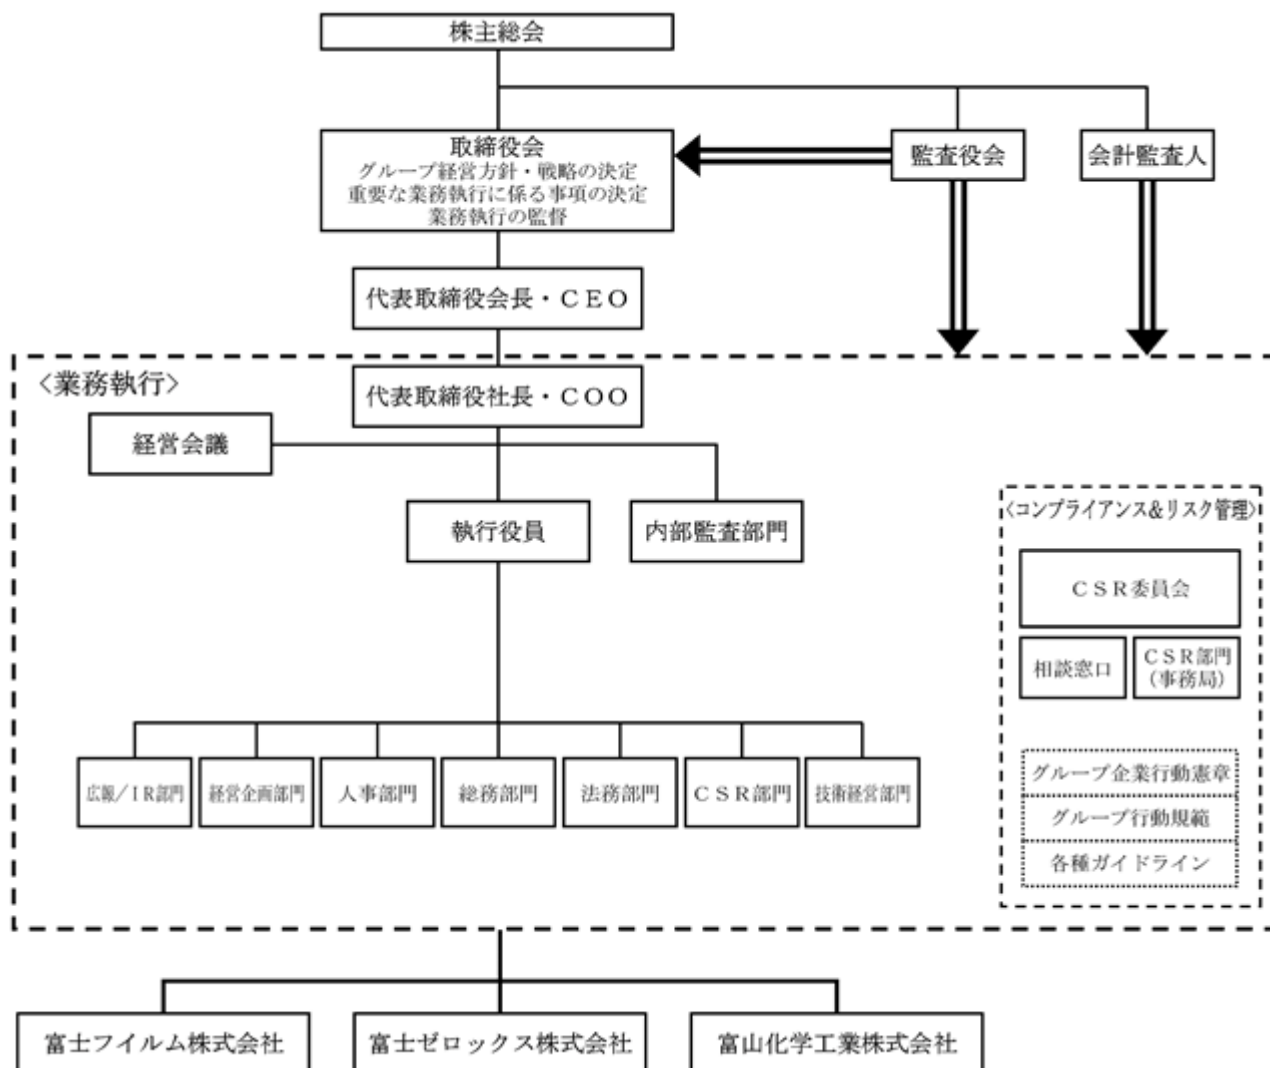 株主総会
取締役会
グループ経営方針・戦略の決定
重要な業務執行に係る事項の決定
業務執行の監督
監査役会
会計監査人
代表取締役会長・ＣＥＯ
〈業務執行〉
代表取締役社長・ＣＯＯ
経営会議
執行役員
内部監査部門
〈コンプライアンス&リスク管理〉
ＣＳＲ委員会
相談窓口
ＣＳＲ部門
（事務局）
グループ企業行動憲章
グループ行動規範
各種ガイドライン
広報／ＩＲ部門
経営企画部門
人事部門
総務部門
法務部門
ＣＳＲ部門
技術経営部門
富士フイルム株式会社
富士ゼロックス株式会社
富山化学工業株式会社